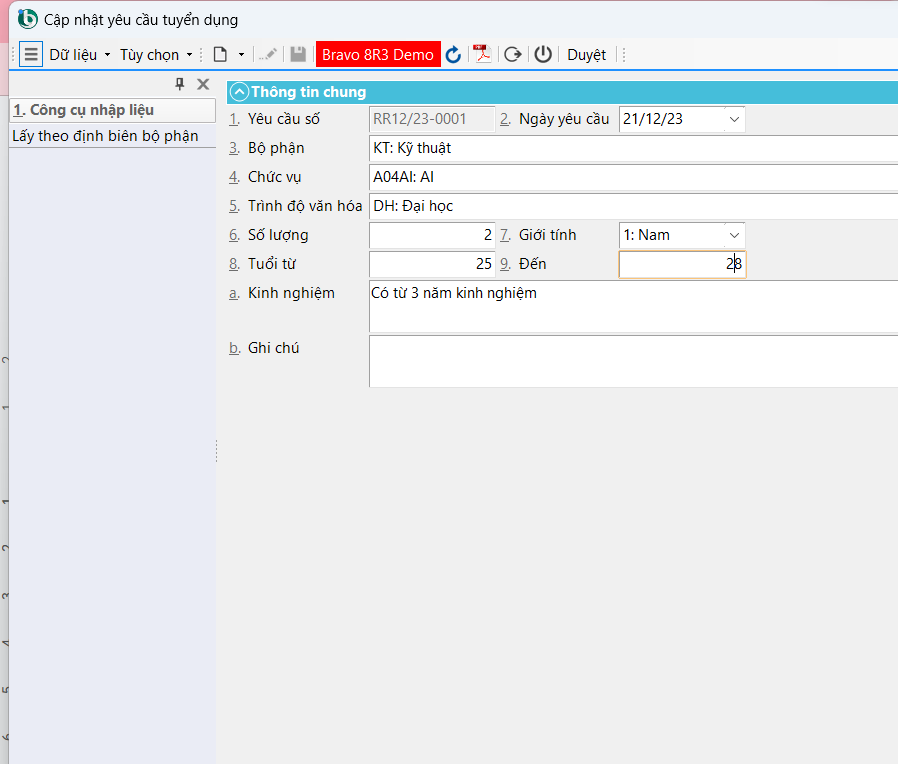 Cập nhật yêu cầu tuyển dụng
Dữ liệu Tùy chọn Bravo 8R3 Demo PDF Duyệt
1. Công cụ nhập liệu
Lấy theo định biên bộ phận
Thông tin chung
1. Yêu cầu số RR12/23-0001 2. Ngày yêu cầu 21/12/23
3. Bộ phận KT: Kỹ thuật
4. Chức vụ A04AI: AI
5. Trình độ văn hóa DH: Đại học
6. Số lượng 2 7. Giới tính 1: Nam
8. Tuổi từ 25 9. Đến 28
a. Kinh nghiệm Có từ 3 năm kinh nghiệm
b. Ghi chú